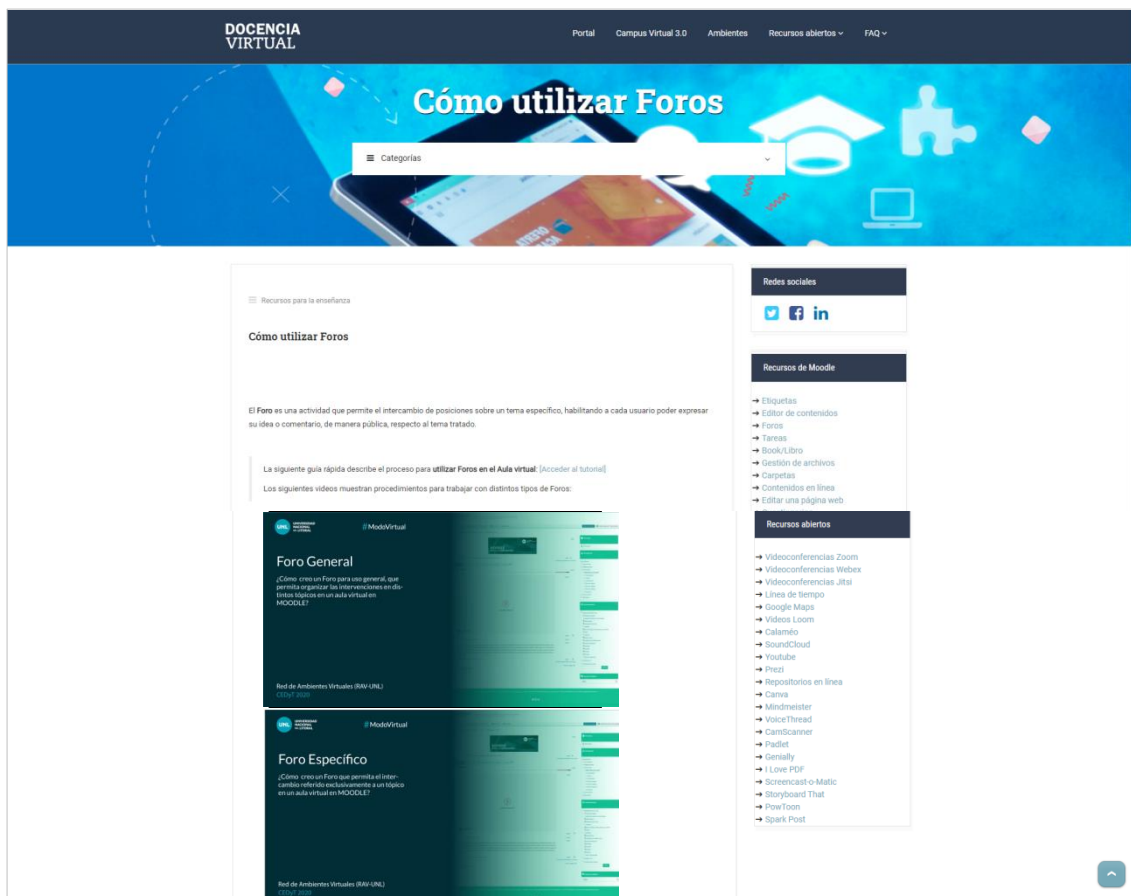 DOCENCIA
VIRTUAL
Portal Campus Virtual 3.0 Ambientes Recursos abiertos FAQ
Cómo utilizar Foros
Categorías
Recursos para la enseñanza
Cómo utilizar Foros
El Foro es una actividad que permite el intercambio de posiciones sobre un tema específico, habilitando a cada usuario poder expresar
su idea o comentario, de manera pública, respecto al tema tratado.
La siguiente guía rápida describe el proceso para utilizar Foros en el Aula virtual: [Acceder al tutorial]
Los siguientes videos muestran procedimientos para trabajar con distintos tipos de Foros:
UNL UNIVERSIDAD
NACIONAL
DEL LITORAL
#ModoVirtual
Foro General
¿Cómo creo un Foro para uso general, que
permita organizar las intervenciones en dis-
tintos tópicos en un aula virtual en
MOODLE?
Red de Ambientes Virtuales (RAV-UNL)
CEDyT 2020
UNL UNIVERSIDAD
NACIONAL
DEL LITORAL
#ModoVirtual
Foro Específico
¿Cómo creo un Foro que permita el inter-
cambio referido exclusivamente a un tópico
en un aula virtual en MOODLE?
Red de Ambientes Virtuales (RAV-UNL)
CEDyT 2020
Redes sociales
Recursos de Moodle
➔ Etiquetas
➔ Editor de contenidos
➔ Foros
➔ Tareas
➔ Book/Libro
➔ Gestión de archivos
➔ Carpetas
➔ Contenidos en línea
➔ Editar una página web
Recursos abiertos
➔ Videoconferencias Zoom
➔ Videoconferencias Webex
➔ Videoconferencias Jitsi
➔ Línea de tiempo
➔ Google Maps
➔ Videos Loom
➔ Calaméo
➔ SoundCloud
➔ Youtube
➔ Prezi
➔ Repositorios en línea
➔ Canva
➔ Mindmeister
➔ VoiceThread
➔ CamScanner
➔ Padlet
➔ Genially
➔ I Love PDF
➔ Screencast-o-Matic
➔ Storyboard That
➔ PowToon
➔ Spark Post